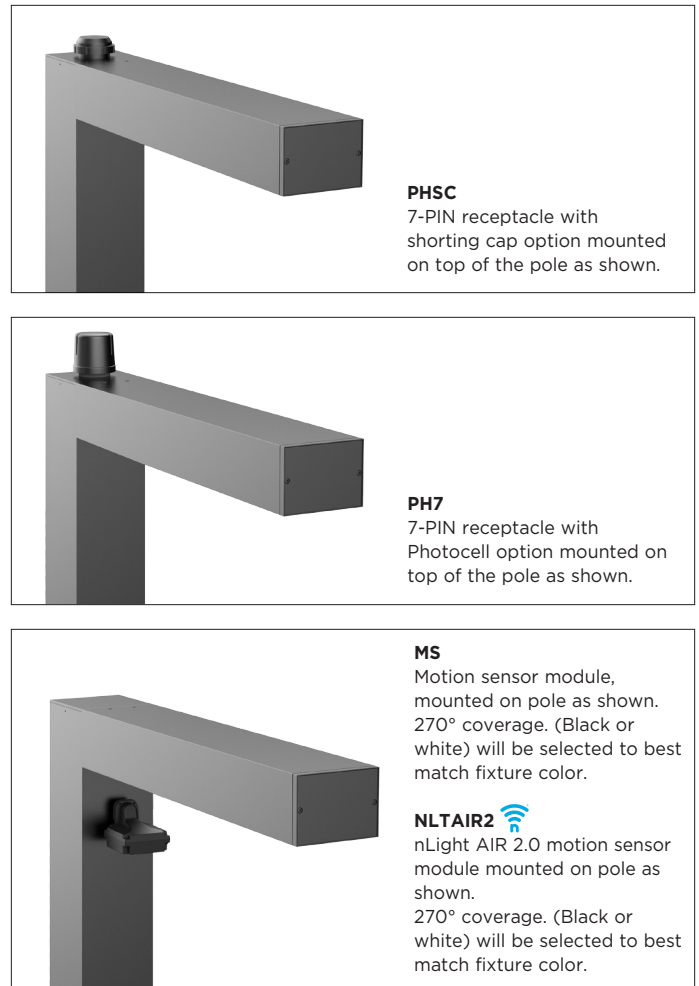 PHSC
7-PIN receptacle with
shorting cap option mounted
on top of the pole as shown.
PH7
7-PIN receptacle with
Photocell option mounted on
top of the pole as shown.
MS
Motion sensor module,
mounted on pole as shown.
270° coverage. (Black or
white) will be selected to best
match fixture color.
NLTAIR2
nLight AIR 2.0 motion sensor
module mounted on pole as
shown.
270° coverage. (Black or
white) will be selected to best
match fixture color.